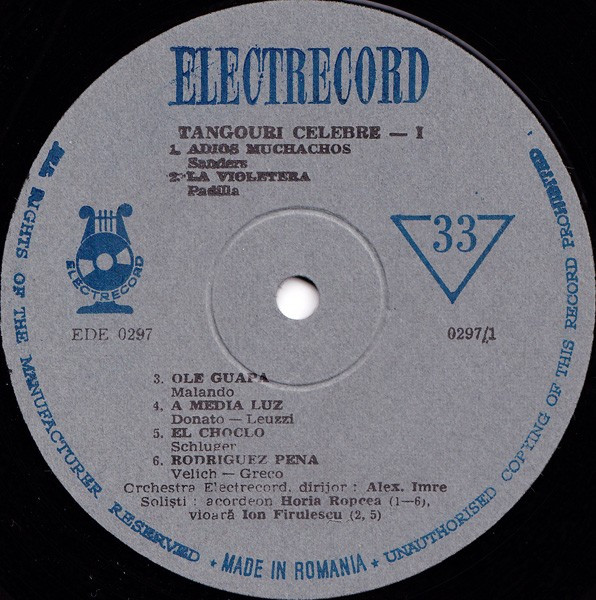 ELECTRECORD
TANGOURI CELEBRE — I
1. ADIOS MUCHACHOS
Sanders
2. LA VIOLETERA
Padilla
33
ELECTRECORD
EDE 0297
0297/1
3. OLE GUAPA
Malando
4. A MEDIA LUZ
Donato — Leuzzi
5. EL CHOCLO
Schluger
6. RODRIGUEZ PENA
Velich — Greco
Orchestra Electrecord, dirijor : Alex. Imre
Soliști : acordeon Horia Ropcea (1—6),
vioară Ion Firulescu (2, 5)
ALL RIGHTS OF THE MANUFACTURER RESERVED ★ MADE IN ROMANIA ★ UNAUTHORISED COPYING OF THIS RECORD PROHIBITED